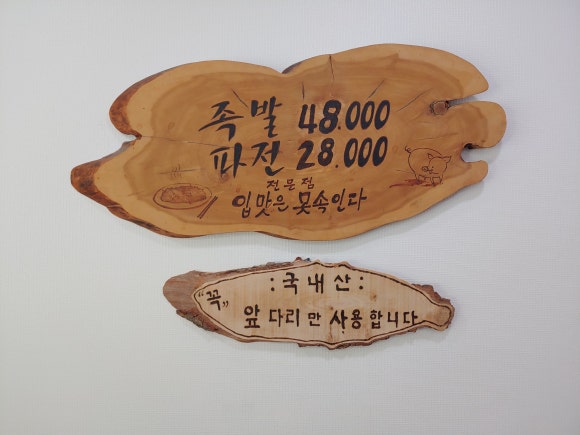 족발 48.000
파전 28.000
전문점
입맛은 못속인다
:국내산:
"꼭"
앞다리만 사용합니다